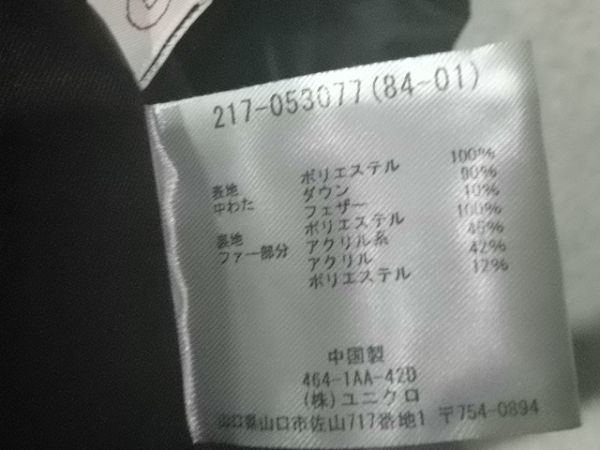 217-053077(84-01)
表地 ポリエステル 100%
中わた ダウン 90%
フェザー 10%
裏地 ポリエステル 100%
ファー部分 アクリル系 46%
アクリル 42%
ポリエステル 12%
中国製
464-1AA-42D
(株)ユニクロ
山口県山口市佐山717番地1 〒754-0894